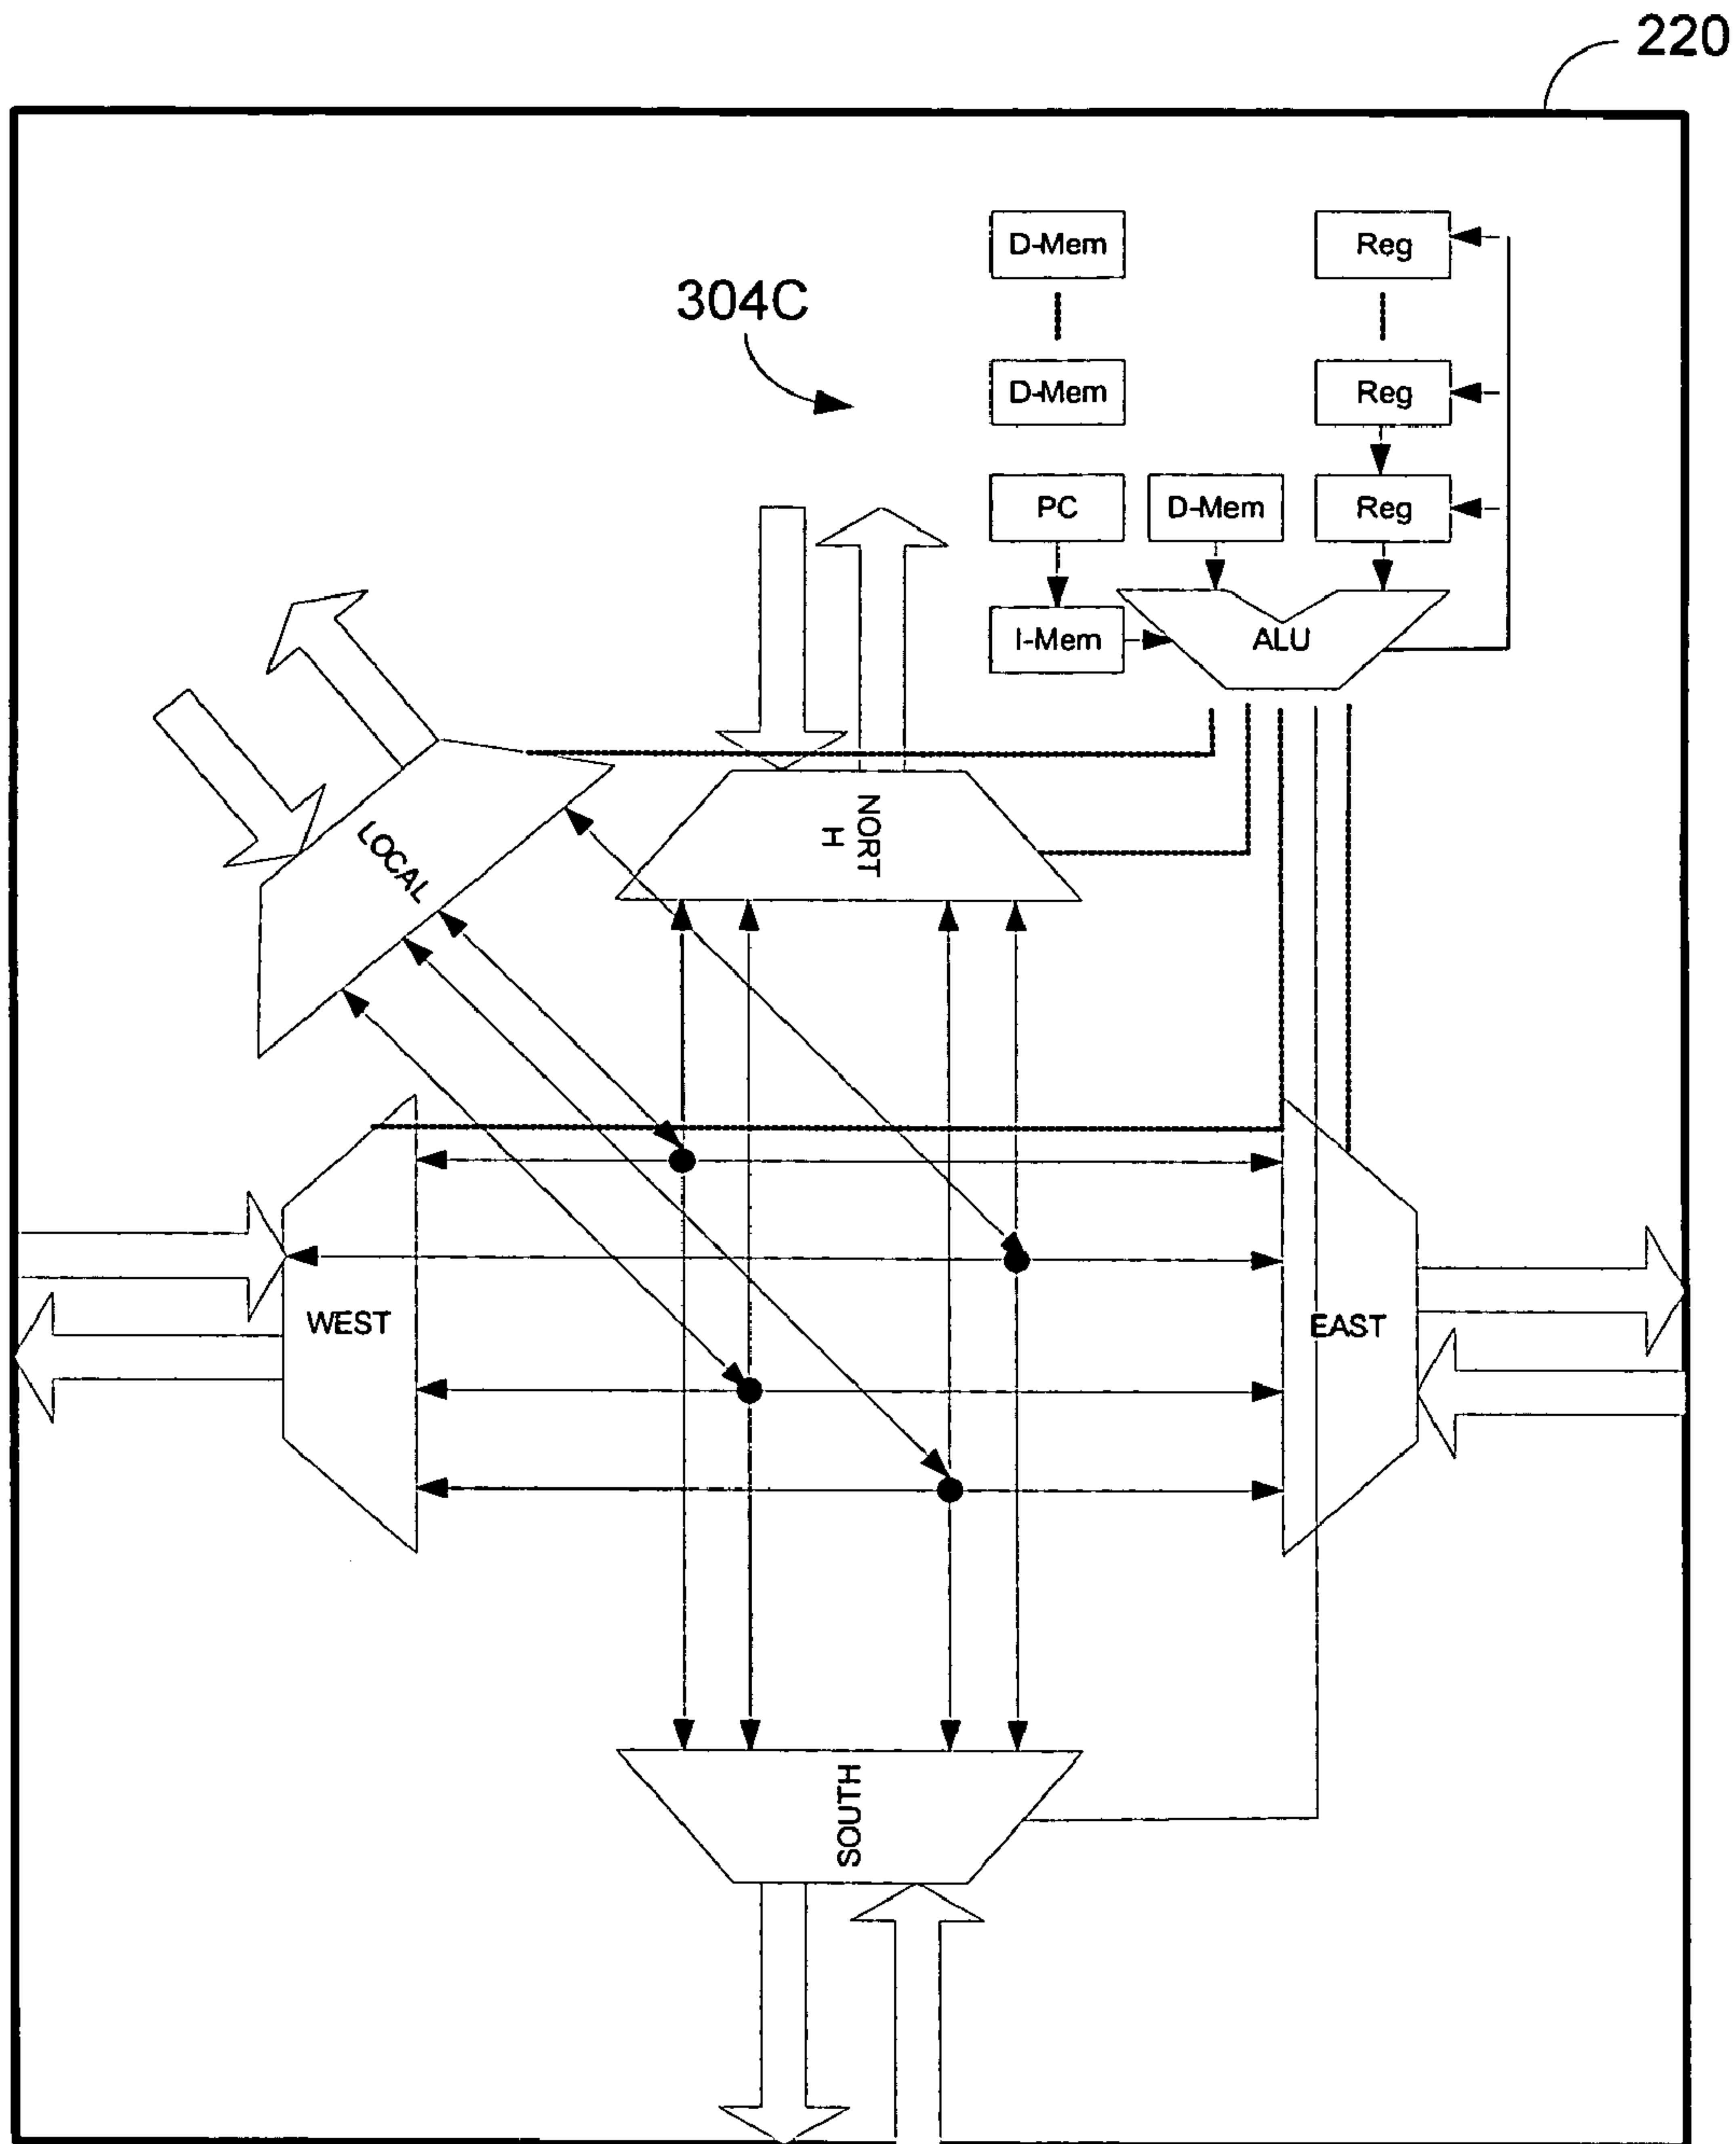 220
D-Mem
Reg
304C
D-Mem
Reg
PC
D-Mem
Reg
I-Mem
ALU
NORT
H
LOCAL
WEST
EAST
SOUTH